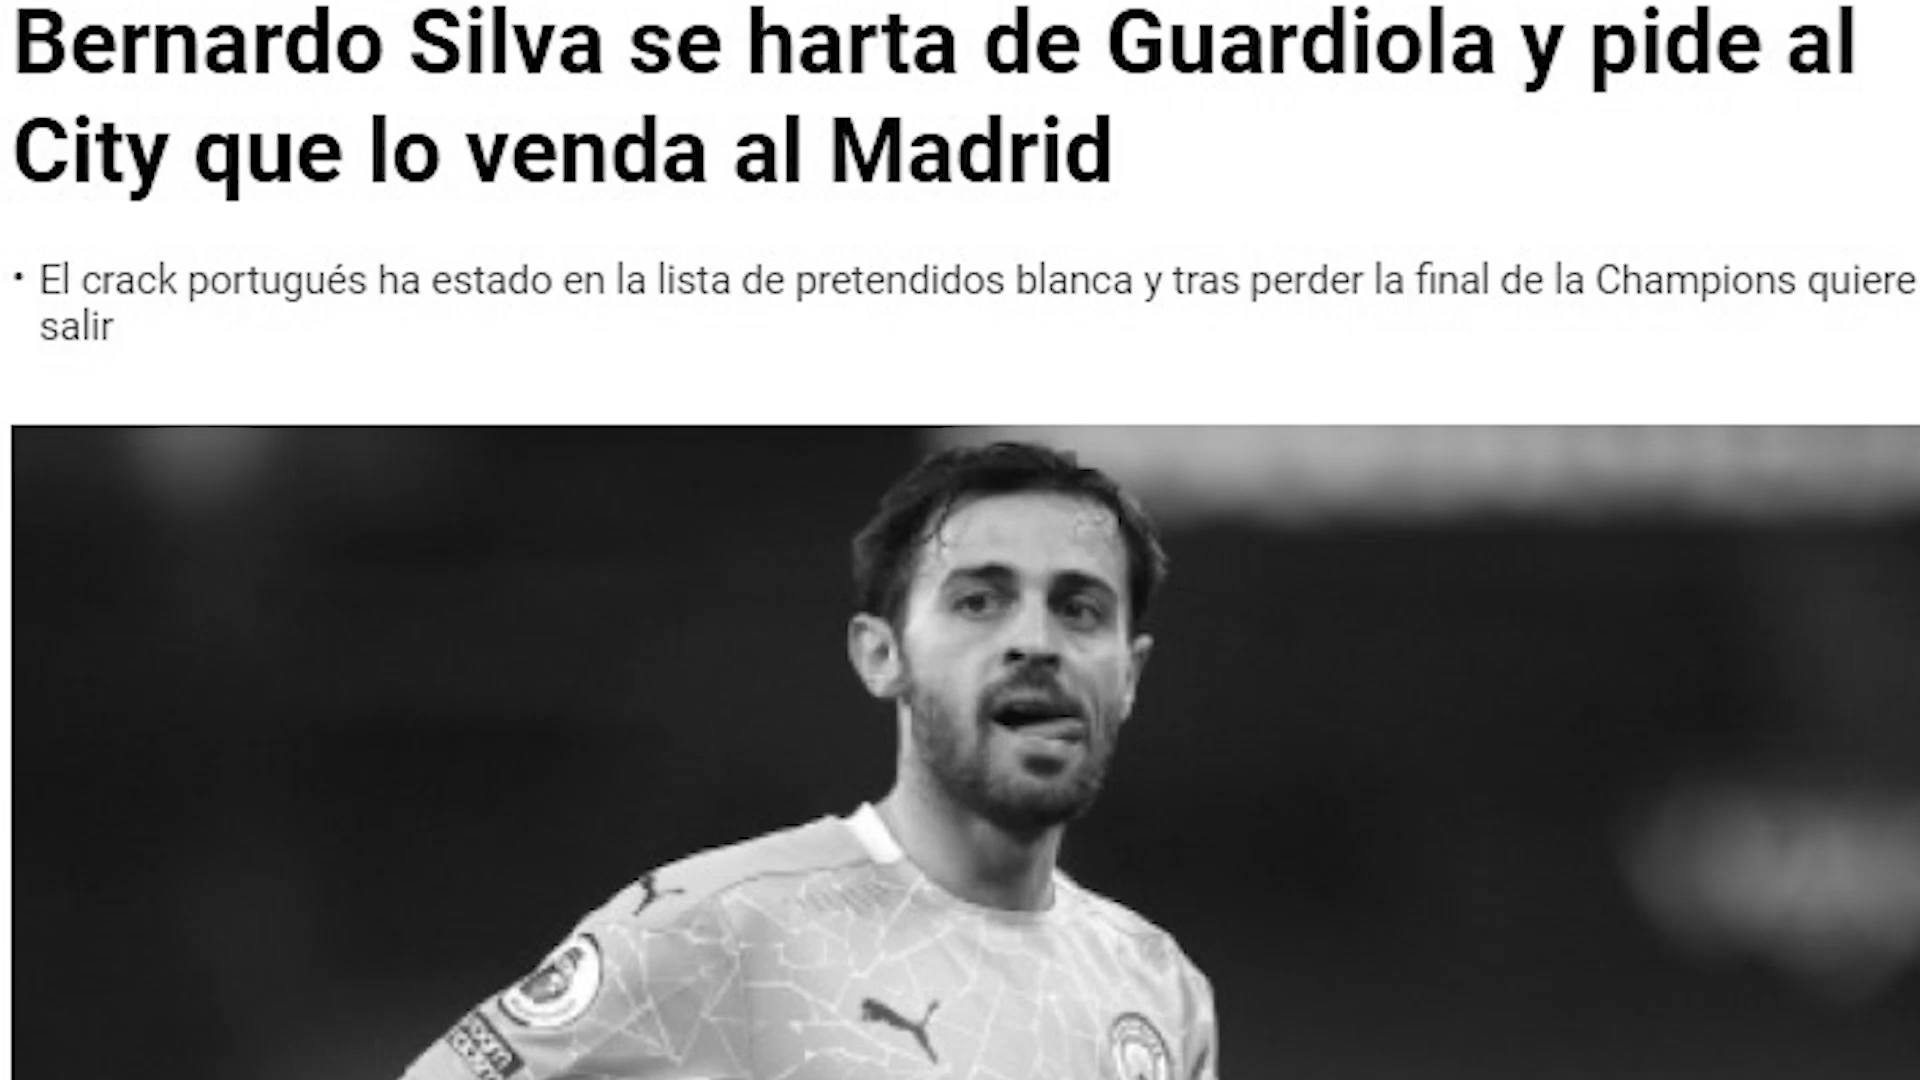 Bernardo Silva se harta de Guardiola y pide al
City que lo venda al Madrid
• El crack portugués ha estado en la lista de pretendidos blanca y tras perder la final de la Champions quiere
salir